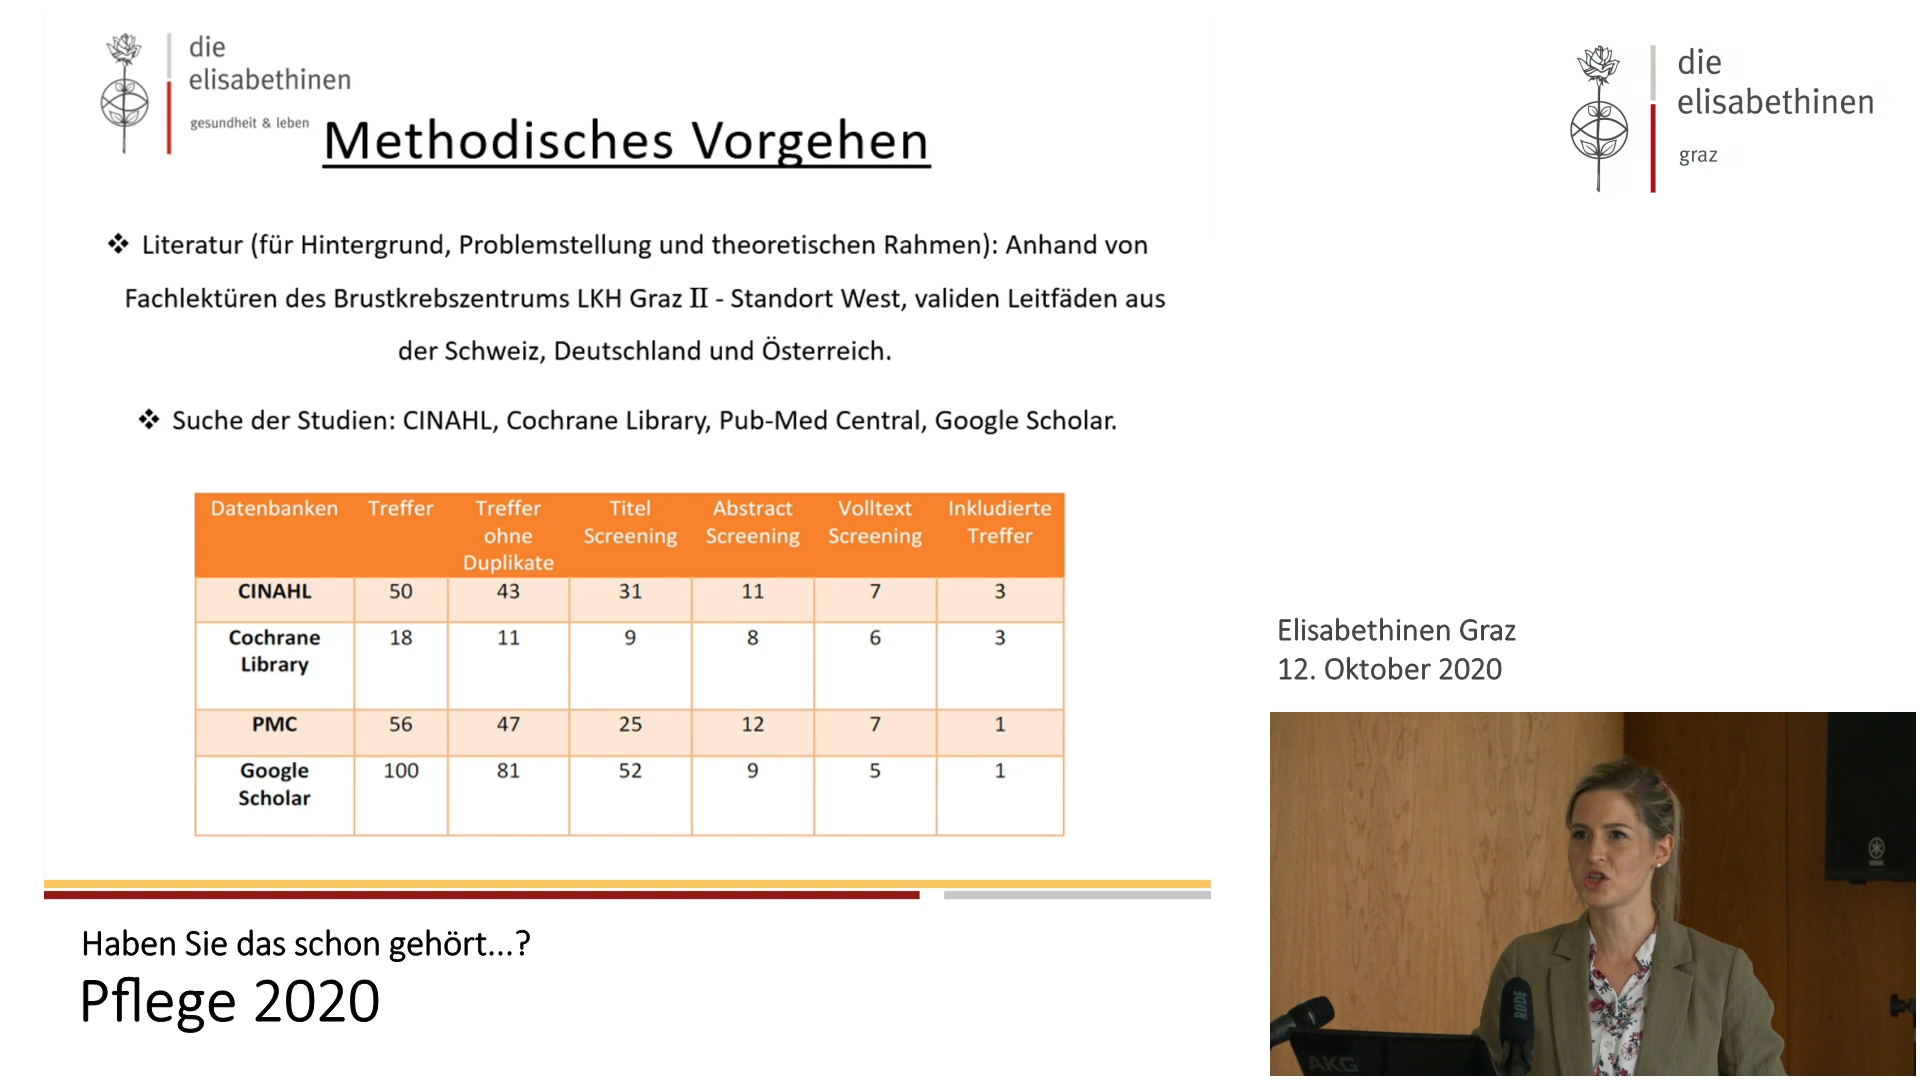 die
elisabethinen
gesundheit & leben
Methodisches Vorgehen
❖ Literatur (für Hintergrund, Problemstellung und theoretischen Rahmen): Anhand von
Fachlektüren des Brustkrebszentrums LKH Graz II - Standort West, validen Leitfäden aus
der Schweiz, Deutschland und Österreich.
❖ Suche der Studien: CINAHL, Cochrane Library, Pub-Med Central, Google Scholar.
Datenbanken Treffer Treffer ohne Duplikate Titel Screening Abstract Screening Volltext Screening Inkludierte Treffer
CINAHL 50 43 31 11 7 3
Cochrane Library 18 11 9 8 6 3
PMC 56 47 25 12 7 1
Google Scholar 100 81 52 9 5 1
Haben Sie das schon gehört...?
Pflege 2020
die
elisabethinen
graz
Elisabethinen Graz
12. Oktober 2020
RØDE
AKG